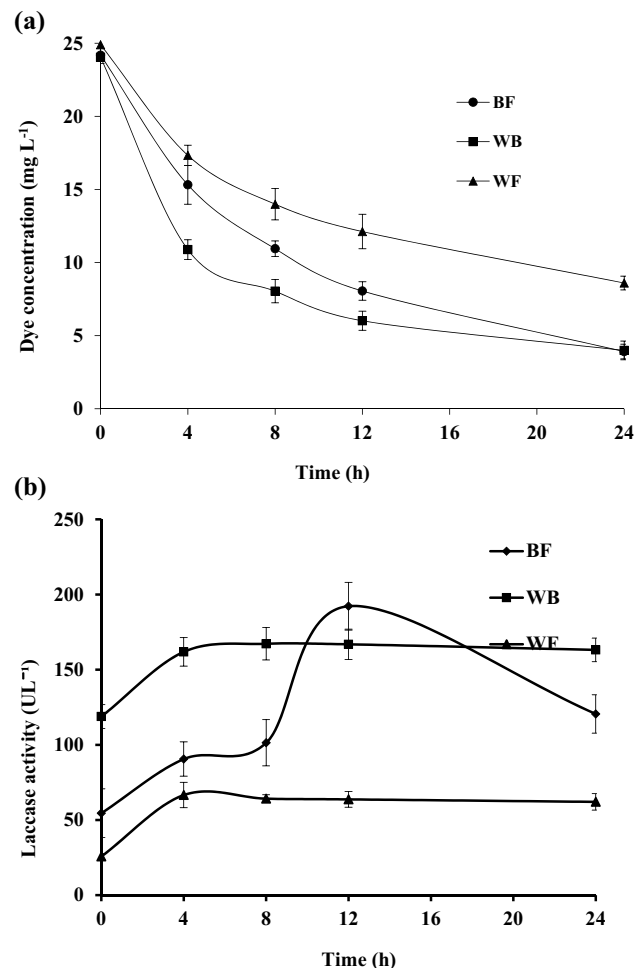 (a)
25
20
15
10
5
0
Dye concentration (mg L⁻¹)
BF
WB
WF
0 4 8 12 16 20 24
Time (h)
(b)
250
200
150
100
50
0
Laccase activity (UL⁻¹)
BF
WB
WF
0 4 8 12 16 20 24
Time (h)